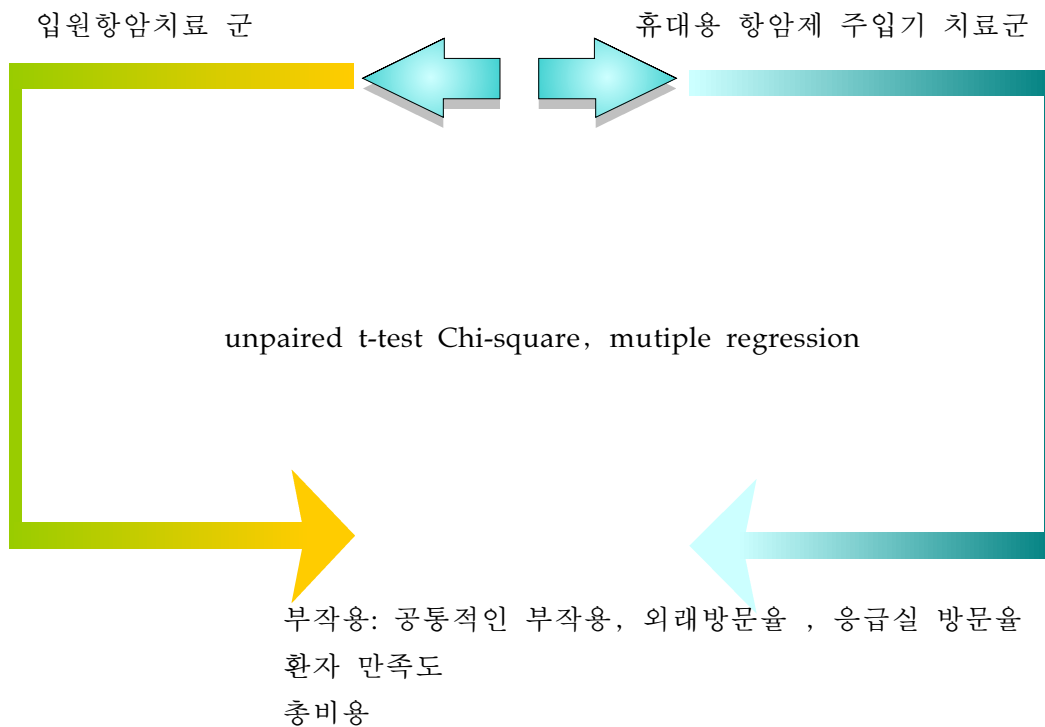 입원항암치료 군
휴대용 항암제 주입기 치료군
unpaired t-test Chi-square, mutiple regression
부작용: 공통적인 부작용, 외래방문율 , 응급실 방문율
환자 만족도
총비용